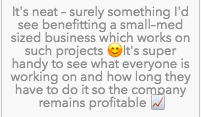 It's neat – surely something I'd
see benefitting a small-med
sized business which works on
such projects 😊It's super
handy to see what everyone is
working on and how long they
have to do it so the company
remains profitable 📈